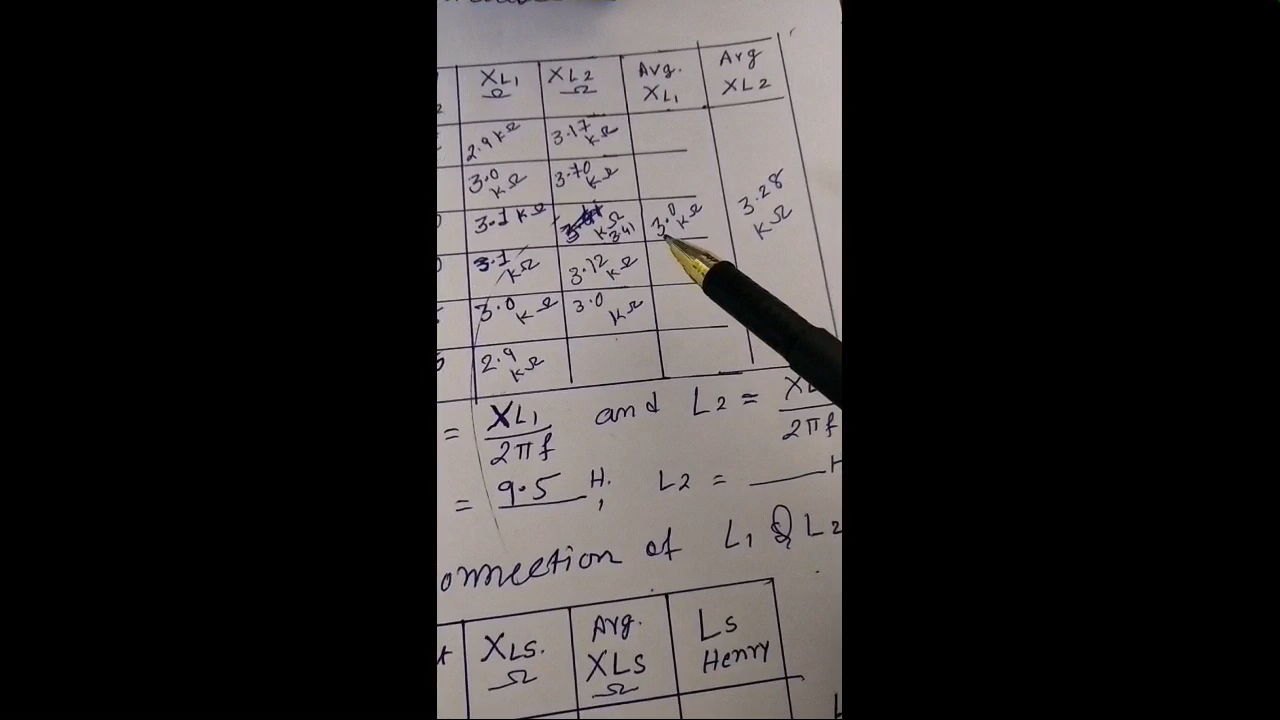 XL1 XL2 Avg. Avg
Ω Ω XL1 XL2
2.9 KΩ 3.17 KΩ
3.0 KΩ 3.70 KΩ
3.1 KΩ KΩ 3.41 3.0 KΩ 3.28 KΩ
3.1 KΩ 3.12 KΩ
3.0 KΩ 3.0 KΩ
2.9 KΩ
= XL1 / 2πf and L2 = XL / 2πf
= 9.5 H, L2 = ____ H
onnection of L1 & L2
XLS. Avg. Ls
Ω XLS Henry
Ω